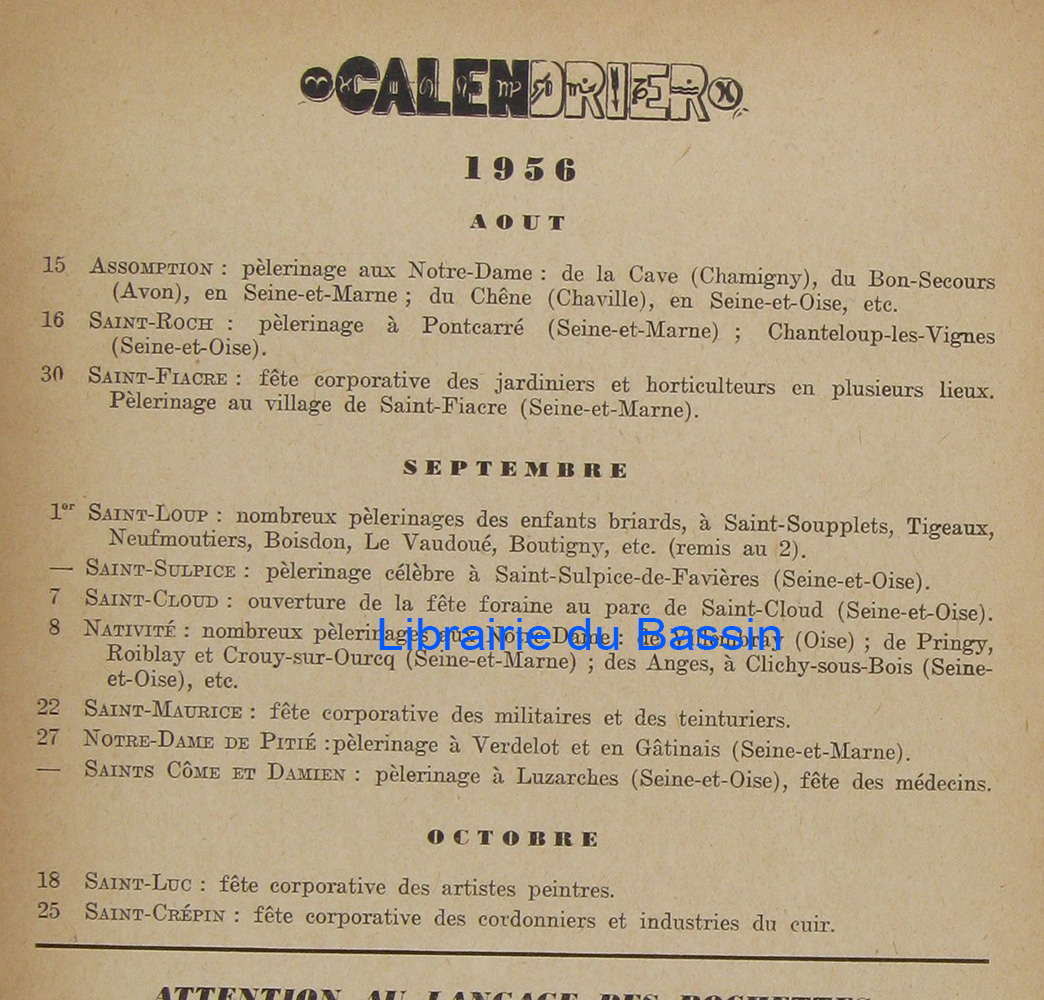 CALENDRIER
1956
AOUT
15 ASSOMPTION : pèlerinage aux Notre-Dame : de la Cave (Chamigny), du Bon-Secours
(Avon), en Seine-et-Marne ; du Chêne (Chaville), en Seine-et-Oise, etc.
16 SAINT-ROCH : pèlerinage à Pontcarré (Seine-et-Marne) ; Chanteloup-les-Vignes
(Seine-et-Oise).
30 SAINT-FIACRE : fête corporative des jardiniers et horticulteurs en plusieurs lieux.
Pèlerinage au village de Saint-Fiacre (Seine-et-Marne).
SEPTEMBRE
1er SAINT-LOUP : nombreux pèlerinages des enfants briards, à Saint-Soupplets, Tigeaux,
Neufmoutiers, Boisdon, Le Vaudoué, Boutigny, etc. (remis au 2).
— SAINT-SULPICE : pèlerinage célèbre à Saint-Sulpice-de-Favières (Seine-et-Oise).
7 SAINT-CLOUD : ouverture de la fête foraine au parc de Saint-Cloud (Seine-et-Oise).
8 NATIVITÉ : nombreux pèlerinages aux Notre-Dame : de Villembray (Oise) ; de Pringy,
Librairie du Bassin
Roiblay et Crouy-sur-Ourcq (Seine-et-Marne) ; des Anges, à Clichy-sous-Bois (Seine-
et-Oise), etc.
22 SAINT-MAURICE : fête corporative des militaires et des teinturiers.
27 NOTRE-DAME DE PITIÉ :pèlerinage à Verdelot et en Gâtinais (Seine-et-Marne).
— SAINTS CÔME ET DAMIEN : pèlerinage à Luzarches (Seine-et-Oise), fête des médecins.
OCTOBRE
18 SAINT-LUC : fête corporative des artistes peintres.
25 SAINT-CRÉPIN : fête corporative des cordonniers et industries du cuir.
ATTENTION AU LANGAGE DES POCHETTES